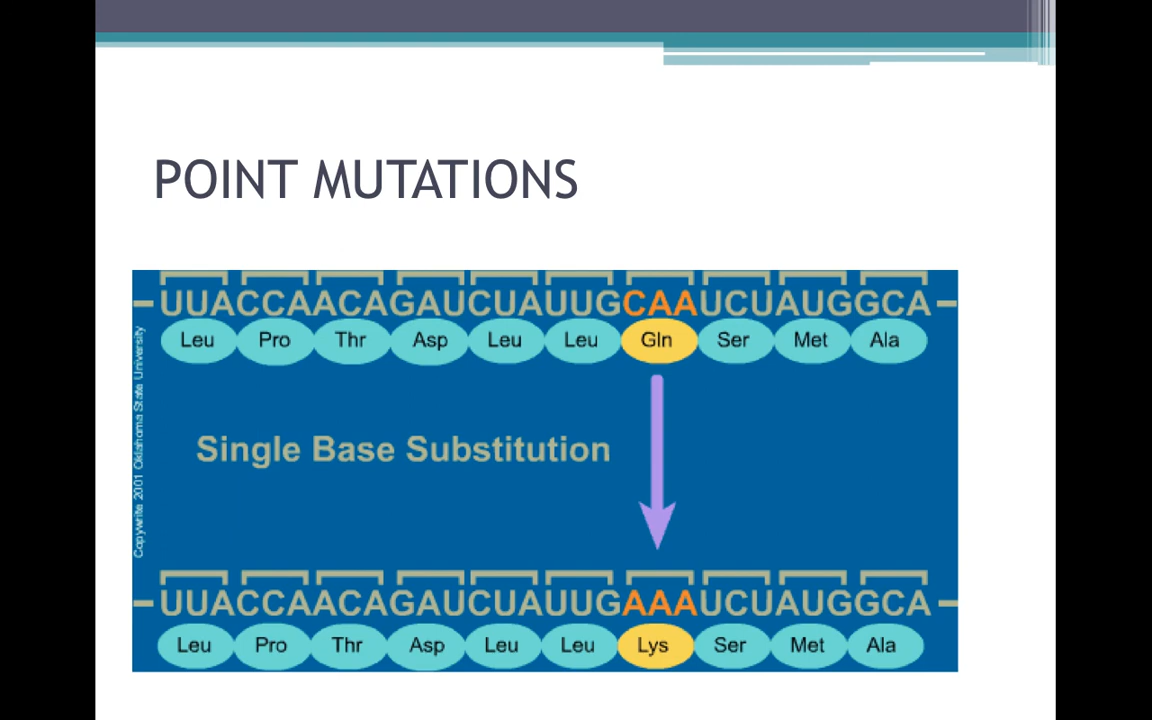 POINT MUTATIONS
UUACCAACAGAUCUAUUGCAAUCUAUGGCA
Leu Pro Thr Asp Leu Leu Gln Ser Met Ala
Copywrite 2001 Oklahoma State University
Single Base Substitution
UUACCAACAGAUCUAUUGAAAUCUAUGGCA
Leu Pro Thr Asp Leu Leu Lys Ser Met Ala